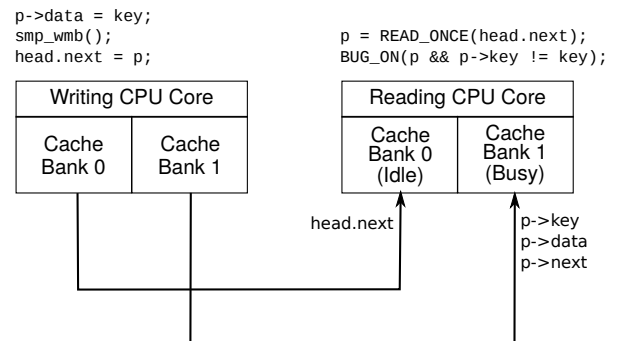 p->data = key;
smp_wmb();
head.next = p;
p = READ_ONCE(head.next);
BUG_ON(p && p->key != key);
Writing CPU Core
Cache
Bank 0
Cache
Bank 1
Reading CPU Core
Cache
Bank 0
(Idle)
Cache
Bank 1
(Busy)
head.next
p->key
p->data
p->next